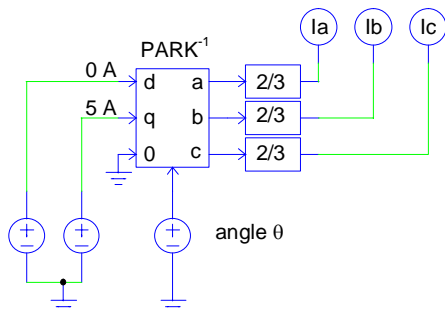 Ia Ib Ic
PARK⁻¹
0 A
d a 2/3
5 A
q b 2/3
0 c 2/3
angle θ